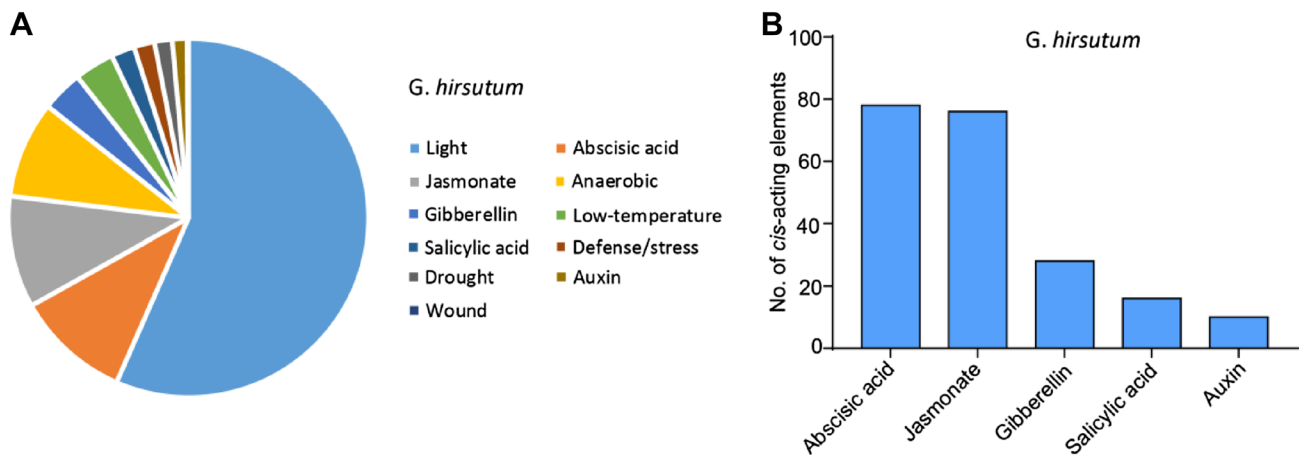 A
G. hirsutum
Light
Abscisic acid
Jasmonate
Anaerobic
Gibberellin
Low-temperature
Salicylic acid
Defense/stress
Drought
Auxin
Wound
B
G. hirsutum
No. of cis-acting elements
100
80
60
40
20
0
Abscisic acid
Jasmonate
Gibberellin
Salicylic acid
Auxin